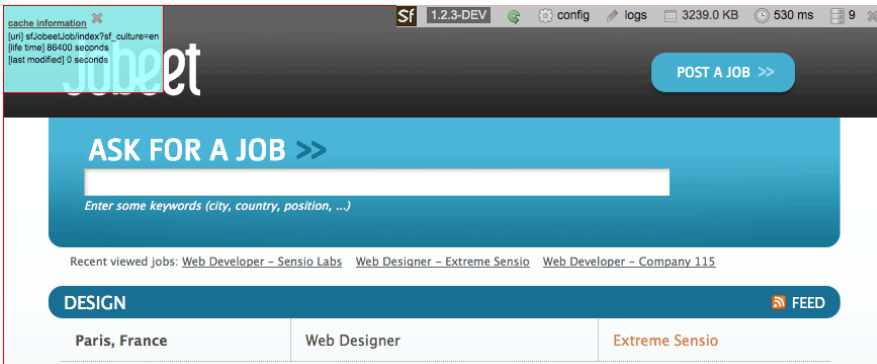 cache information
[uri] sfJobeetJob/index?sf_culture=en
[life time] 86400 seconds
[last modified] 0 seconds
Sf 1.2.3-DEV config logs 3239.0 KB 530 ms 9
Jobeet
POST A JOB >>
ASK FOR A JOB >>
Enter some keywords (city, country, position, ...)
Recent viewed jobs: Web Developer – Sensio Labs Web Designer – Extreme Sensio Web Developer – Company 115
DESIGN FEED
Paris, France Web Designer Extreme Sensio